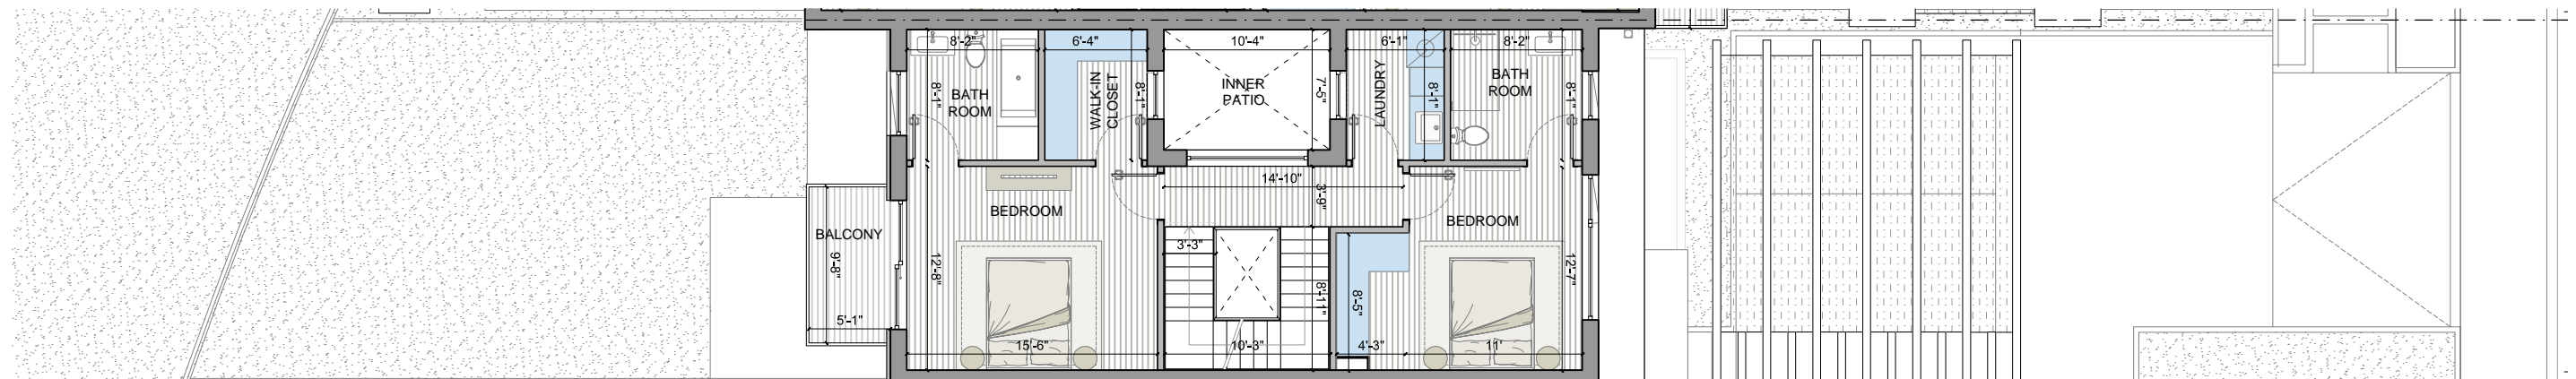 8'-2"
6'-4"
10'-4"
6'-1"
8'-2"
BATH
ROOM
8'-1"
WALK-IN
CLOSET
8'-1"
INNER
PATIO
7'-5"
LAUNDRY
8'-1"
BATH
ROOM
8'-1"
14'-10"
3'-9"
BEDROOM
BEDROOM
BALCONY
9'-8"
12'-8"
3'-3"
8'-11"
8'-5"
12'-7"
5'-1"
15'-6"
10'-3"
4'-3"
11'